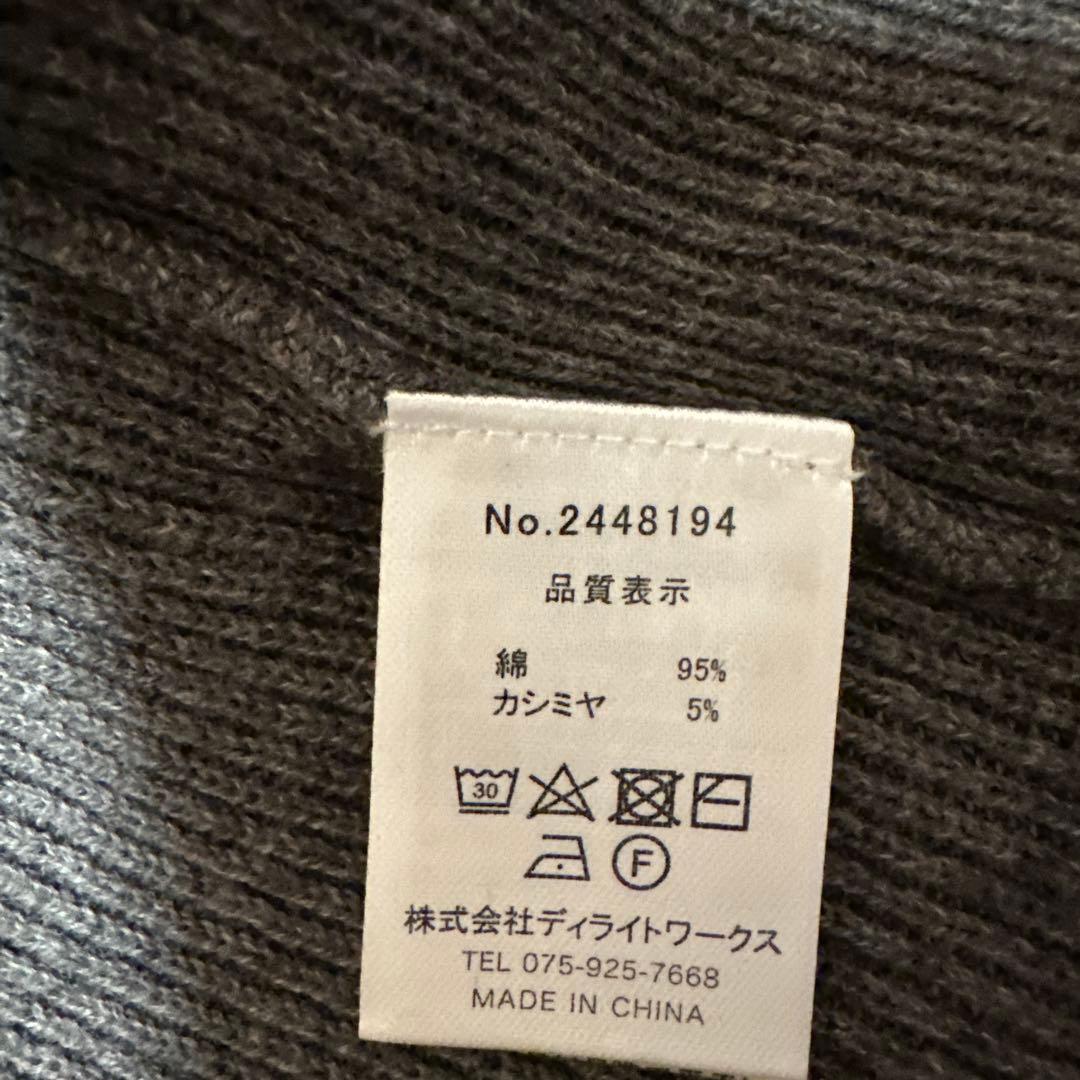 No.2448194
品質表示
綿 95%
カシミヤ 5%
30
F
株式会社ディライトワークス
TEL 075-925-7668
MADE IN CHINA